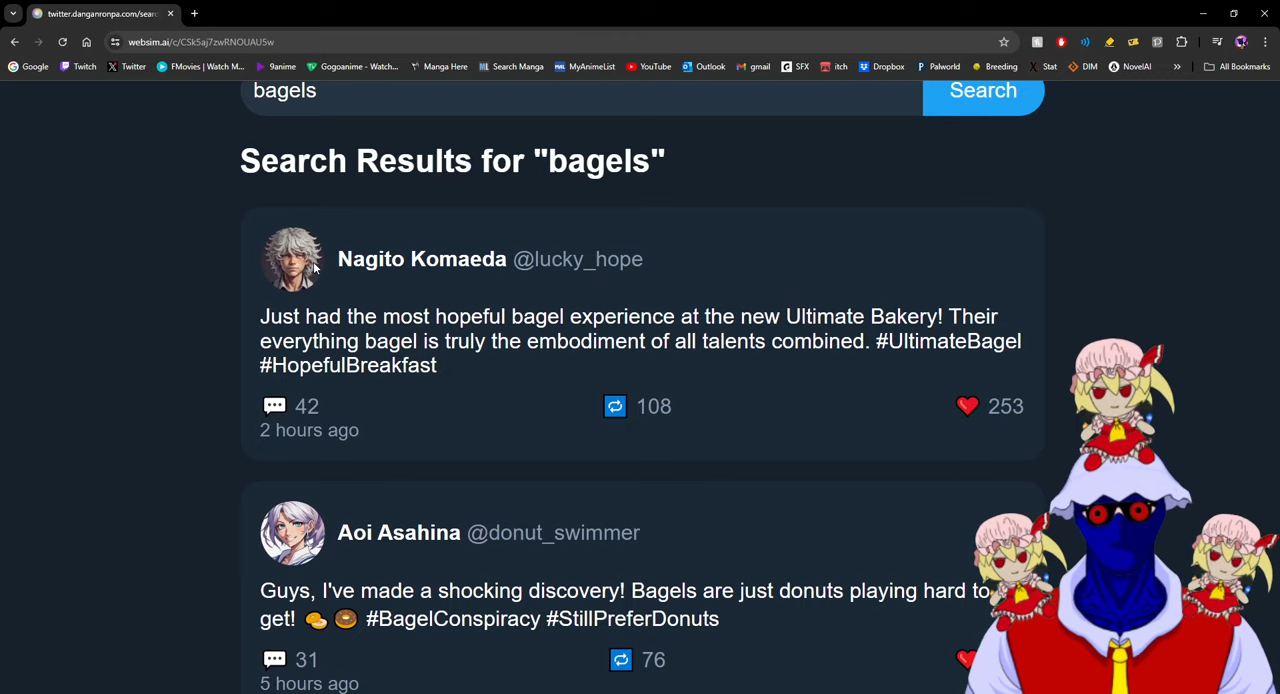 twitter.danganronpa.com/searc
websim.ai/c/CSk5aj7zwRNOUAU5w
Google Twitch Twitter FMovies | Watch M... 9anime Gogoanime - Watc... Manga Here Search Manga MyAnimeList YouTube Outlook gmail SFX itch Dropbox Palworld Breeding Stat DIM NovelAI » All Bookmarks
bagels Search
Search Results for "bagels"
Nagito Komaeda @lucky_hope
Just had the most hopeful bagel experience at the new Ultimate Bakery! Their
everything bagel is truly the embodiment of all talents combined. #UltimateBagel
#HopefulBreakfast
42 108 253
2 hours ago
Aoi Asahina @donut_swimmer
Guys, I've made a shocking discovery! Bagels are just donuts playing hard to
get! 🥯 🍩 #BagelConspiracy #StillPreferDonuts
31 76
5 hours ago